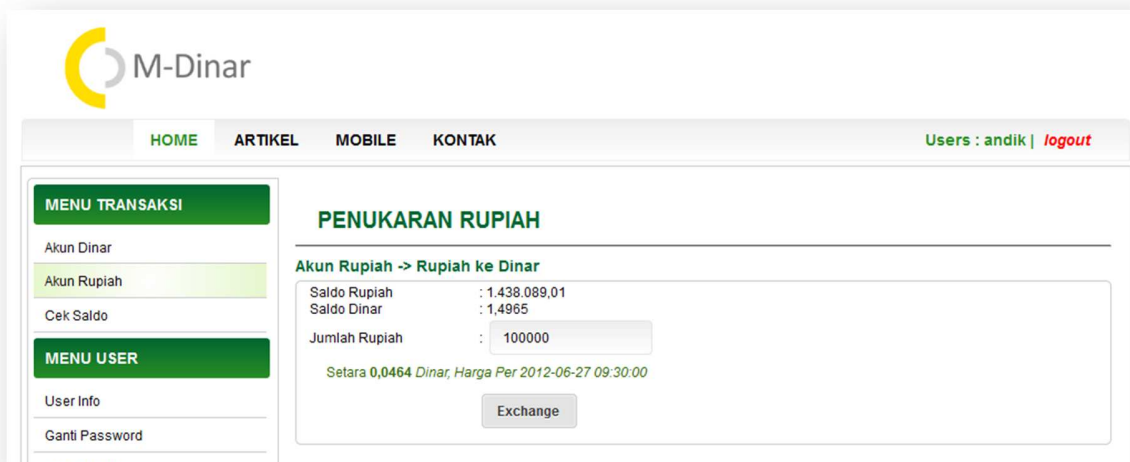 M-Dinar
HOME ARTIKEL MOBILE KONTAK Users : andik | logout
MENU TRANSAKSI
Akun Dinar
Akun Rupiah
Cek Saldo
MENU USER
User Info
Ganti Password
PENUKARAN RUPIAH
Akun Rupiah -> Rupiah ke Dinar
Saldo Rupiah : 1.438.089,01
Saldo Dinar : 1,4965
Jumlah Rupiah : 100000
Setara 0,0464 Dinar, Harga Per 2012-06-27 09:30:00
Exchange